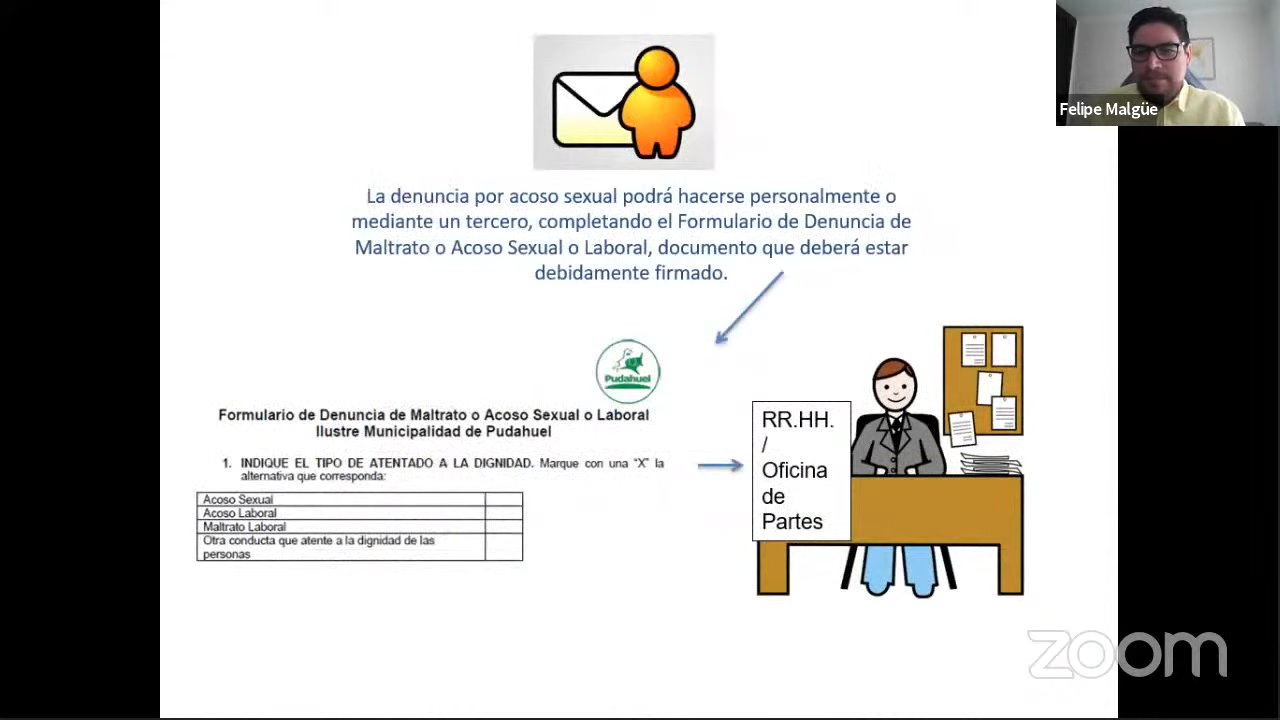 Felipe Malgüe
La denuncia por acoso sexual podrá hacerse personalmente o
mediante un tercero, completando el Formulario de Denuncia de
Maltrato o Acoso Sexual o Laboral, documento que deberá estar
debidamente firmado.
Pudahuel
Formulario de Denuncia de Maltrato o Acoso Sexual o Laboral
Ilustre Municipalidad de Pudahuel
1. INDIQUE EL TIPO DE ATENTADO A LA DIGNIDAD. Marque con una "X" la
alternativa que corresponda:
Acoso Sexual
Acoso Laboral
Maltrato Laboral
Otra conducta que atente a la dignidad de las
personas
RR.HH.
/
Oficina
de
Partes
zoom